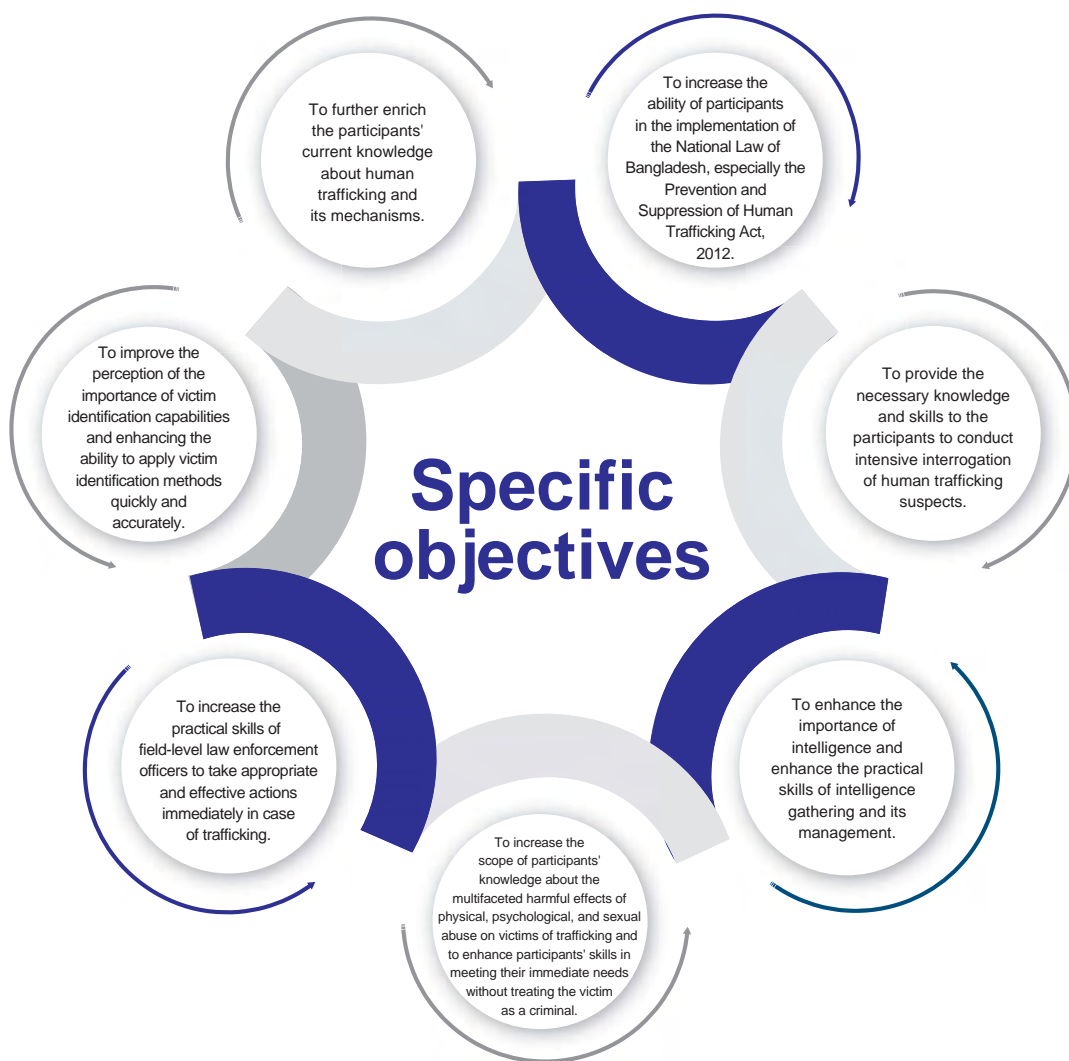 To further enrich
the participants'
current knowledge
about human
trafficking and
its mechanisms.
To increase the
ability of participants
in the implementation of
the National Law of
Bangladesh, especially the
Prevention and
Suppression of Human
Trafficking Act,
2012.
To provide the
necessary knowledge
and skills to the
participants to conduct
intensive interrogation
of human trafficking
suspects.
To enhance the
importance of
intelligence and
enhance the practical
skills of intelligence
gathering and its
management.
To increase the
scope of participants'
knowledge about the
multifaceted harmful effects of
physical, psychological, and sexual
abuse on victims of trafficking and
to enhance participants' skills in
meeting their immediate needs
without treating the victim
as a criminal.
To increase the
practical skills of
field-level law enforcement
officers to take appropriate
and effective actions
immediately in case
of trafficking.
To improve the
perception of the
importance of victim
identification capabilities
and enhancing the
ability to apply victim
identification methods
quickly and
accurately.
Specific
objectives